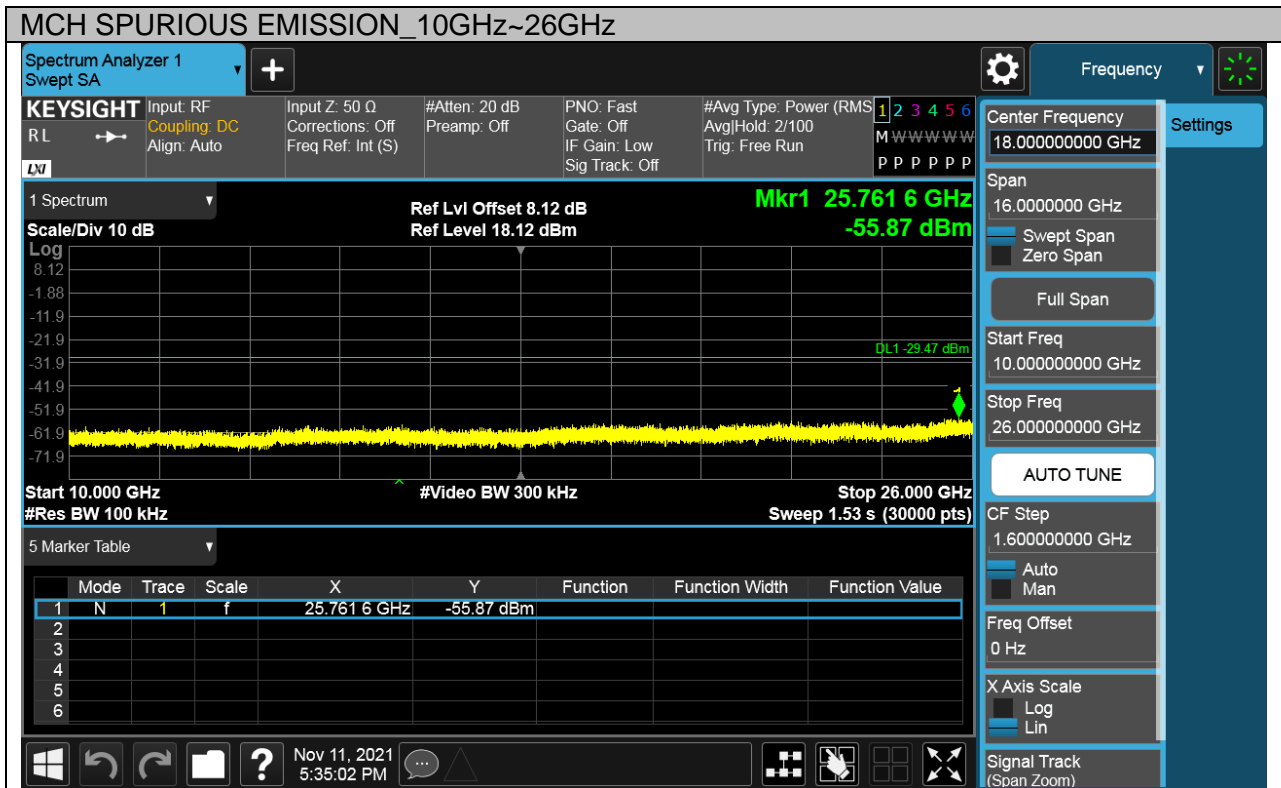 MCH SPURIOUS EMISSION_10GHz~26GHz
Spectrum Analyzer 1
Swept SA
+
Frequency
KEYSIGHT
RL
LXI
Input: RF
Coupling: DC
Align: Auto
Input Z: 50 Ω
Corrections: Off
Freq Ref: Int (S)
#Atten: 20 dB
Preamp: Off
PNO: Fast
Gate: Off
IF Gain: Low
Sig Track: Off
#Avg Type: Power (RMS
Avg|Hold: 2/100
Trig: Free Run
1 2 3 4 5 6
M W W W W W
P P P P P P
1 Spectrum
Scale/Div 10 dB
Ref Lvl Offset 8.12 dB
Ref Level 18.12 dBm
Mkr1 25.761 6 GHz
-55.87 dBm
Log
8.12
-1.88
-11.9
-21.9
-31.9
-41.9
-51.9
-61.9
-71.9
DL1 -29.47 dBm
1
Start 10.000 GHz
#Video BW 300 kHz
Stop 26.000 GHz
#Res BW 100 kHz
Sweep 1.53 s (30000 pts)
5 Marker Table
Mode Trace Scale X Y Function Function Width Function Value
1 N 1 f 25.761 6 GHz -55.87 dBm
2
3
4
5
6
?
Nov 11, 2021
5:35:02 PM
Center Frequency
18.000000000 GHz
Settings
Span
16.0000000 GHz
Swept Span
Zero Span
Full Span
Start Freq
10.000000000 GHz
Stop Freq
26.000000000 GHz
AUTO TUNE
CF Step
1.600000000 GHz
Auto
Man
Freq Offset
0 Hz
X Axis Scale
Log
Lin
Signal Track
(Span Zoom)